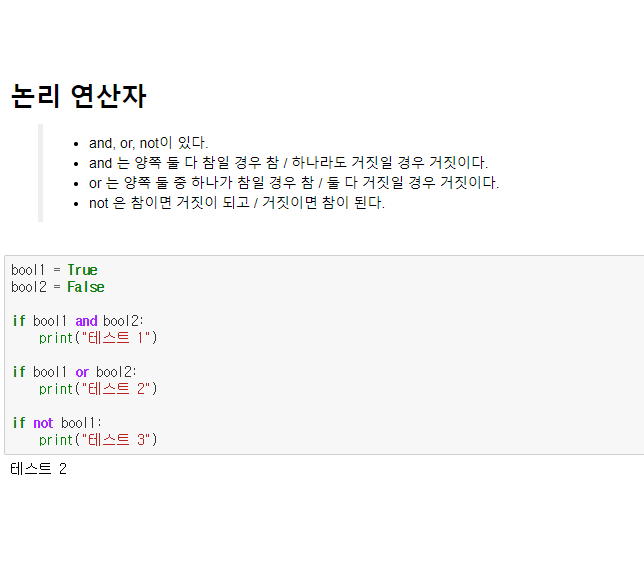 논리 연산자
and, or, not이 있다.
and 는 양쪽 둘 다 참일 경우 참 / 하나라도 거짓일 경우 거짓이다.
or 는 양쪽 둘 중 하나가 참일 경우 참 / 둘 다 거짓일 경우 거짓이다.
not 은 참이면 거짓이 되고 / 거짓이면 참이 된다.
bool1 = True
bool2 = False
if bool1 and bool2:
    print("테스트 1")
if bool1 or bool2:
    print("테스트 2")
if not bool1:
    print("테스트 3")
테스트 2